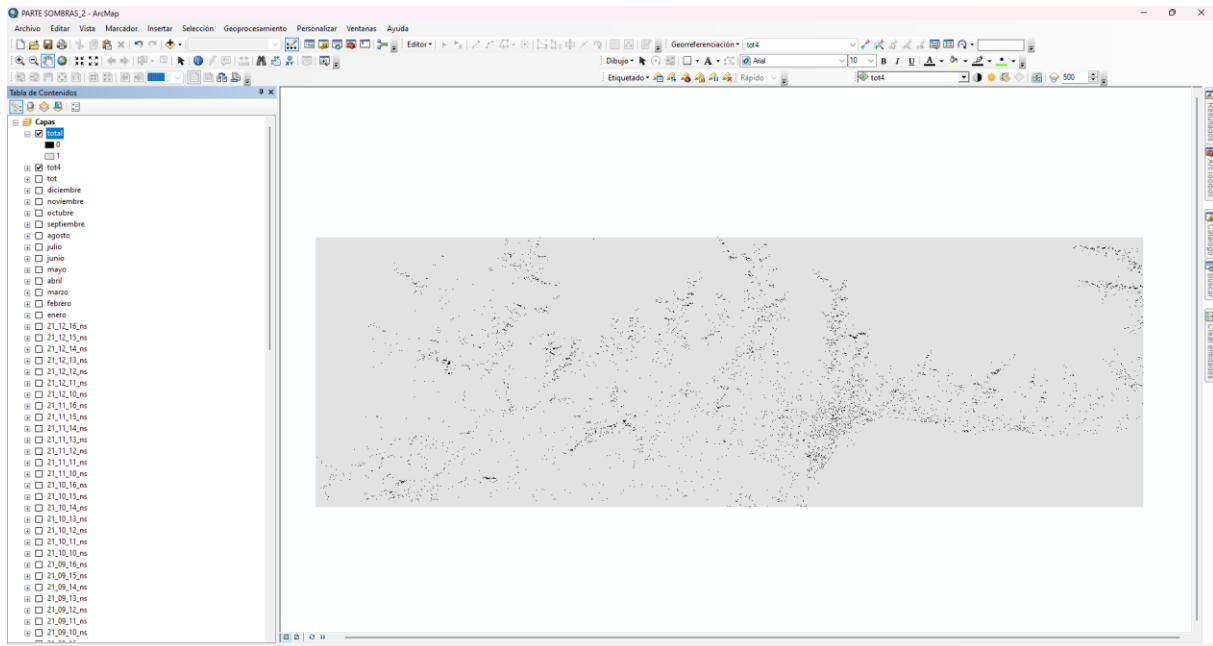 PARTE SOMBRAS_2 - ArcMap
Archivo Editar Vista Marcador Insertar Selección Geoprocesamiento Personalizar Ventanas Ayuda
Editor Georreferenciación tot4
Dibujo Arial 10 B I U A
Etiquetado Rápido tot4 500
Tabla de Contenidos
Capas
total
0
1
tot4
tot
diciembre
noviembre
octubre
septiembre
agosto
julio
junio
mayo
abril
marzo
febrero
enero
21_12_16_ns
21_12_15_ns
21_12_14_ns
21_12_13_ns
21_12_12_ns
21_12_11_ns
21_12_10_ns
21_11_16_ns
21_11_15_ns
21_11_14_ns
21_11_13_ns
21_11_12_ns
21_11_11_ns
21_11_10_ns
21_10_16_ns
21_10_15_ns
21_10_14_ns
21_10_13_ns
21_10_12_ns
21_10_11_ns
21_10_10_ns
21_09_16_ns
21_09_15_ns
21_09_14_ns
21_09_13_ns
21_09_12_ns
21_09_11_ns
21_09_10_ns
Resultados
ArcToolbox
Catálogo
Buscar
Crear entidades